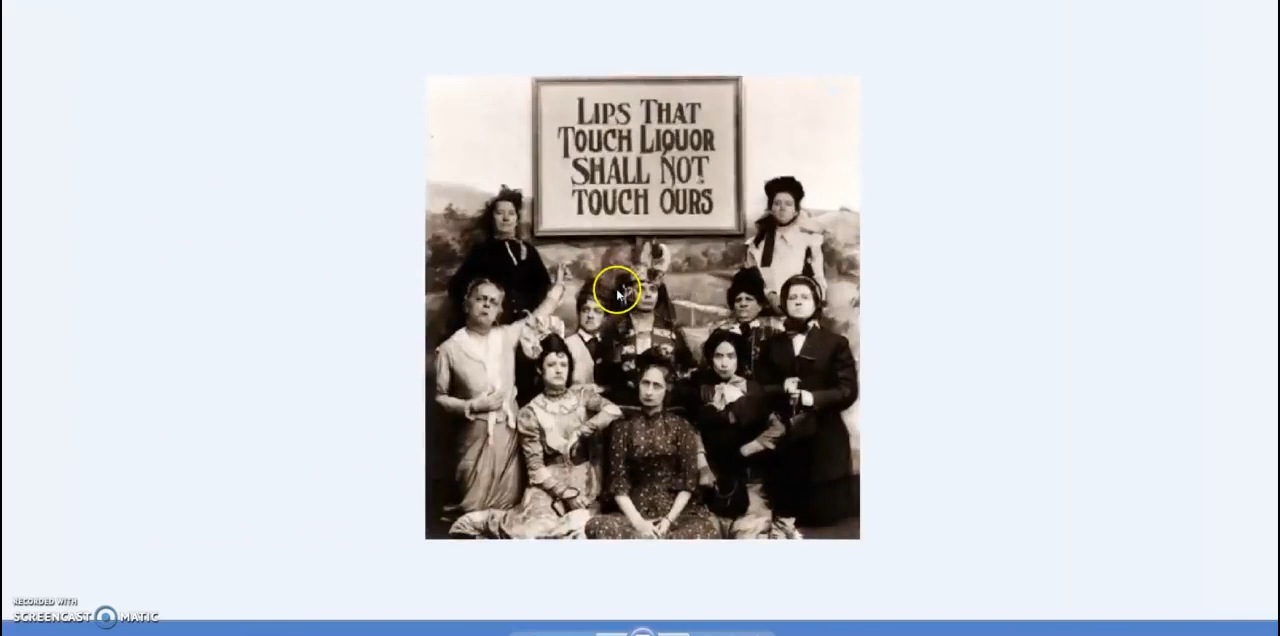 LIPS THAT
TOUCH LIQUOR
SHALL NOT
TOUCH OURS
RECORDED WITH
SCREENCAST MATIC